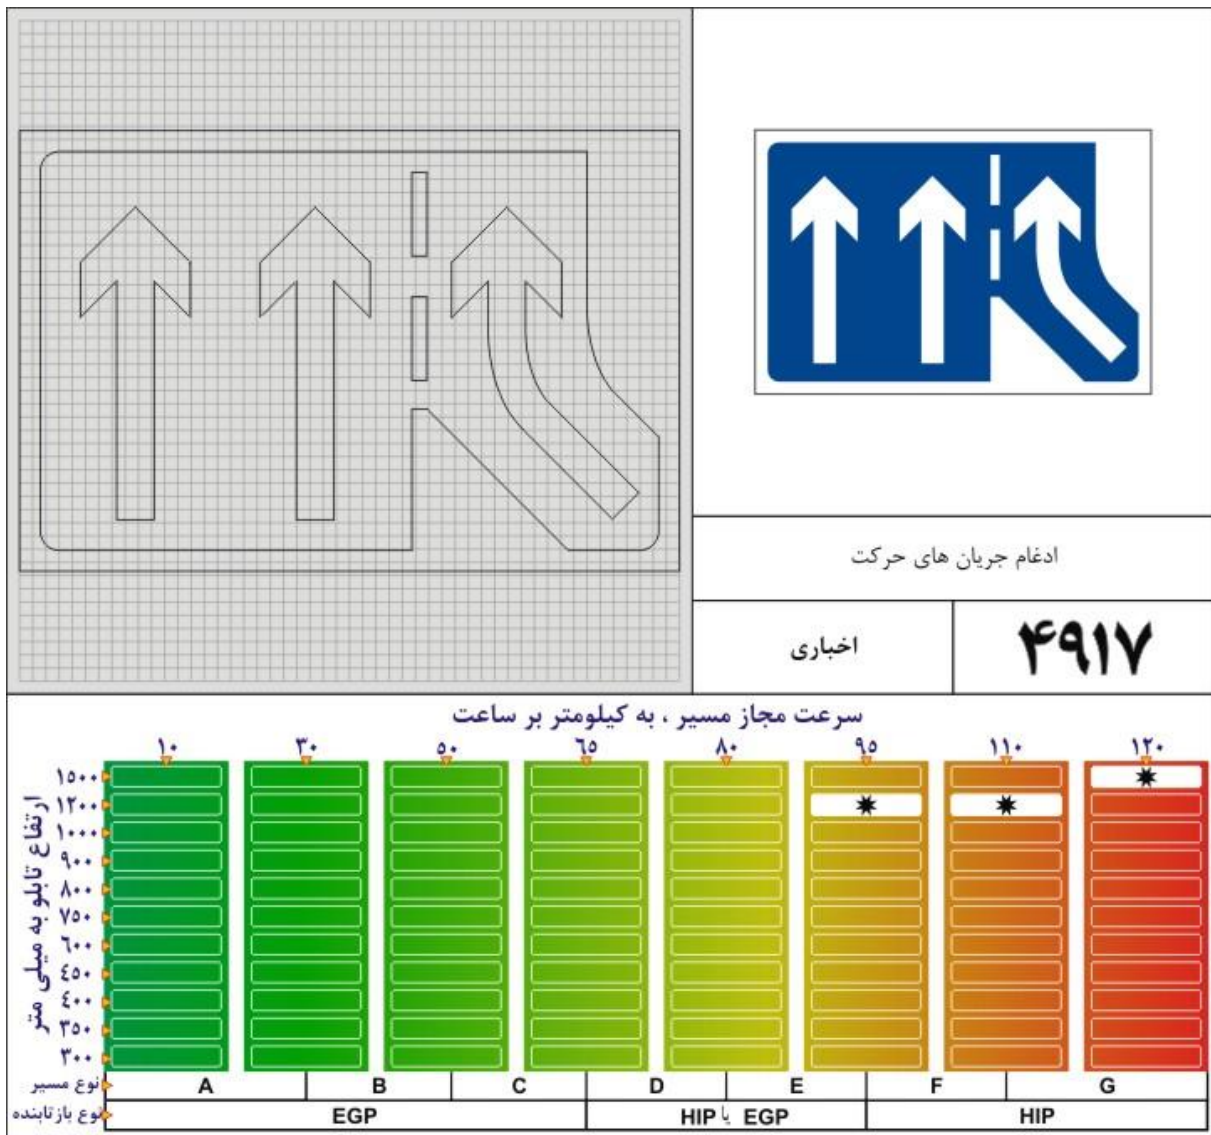 ادغام جریان های حرکت
اخباری
۴۹۱۷
سرعت مجاز مسیر ، به کیلومتر بر ساعت
۱۰ ۳۰ ۵۰ ۶۵ ۸۰ ۹۵ ۱۱۰ ۱۲۰
ارتفاع تابلو به میلی متر
۱۵۰۰
۱۲۰۰
۱۰۰۰
۹۰۰
۸۰۰
۷۵۰
۶۰۰
٤٥٠
٤٠٠
۳۵۰
۳۰۰
نوع مسیر A B C D E F G
نوع بازتابنده EGP HIP یا EGP HIP